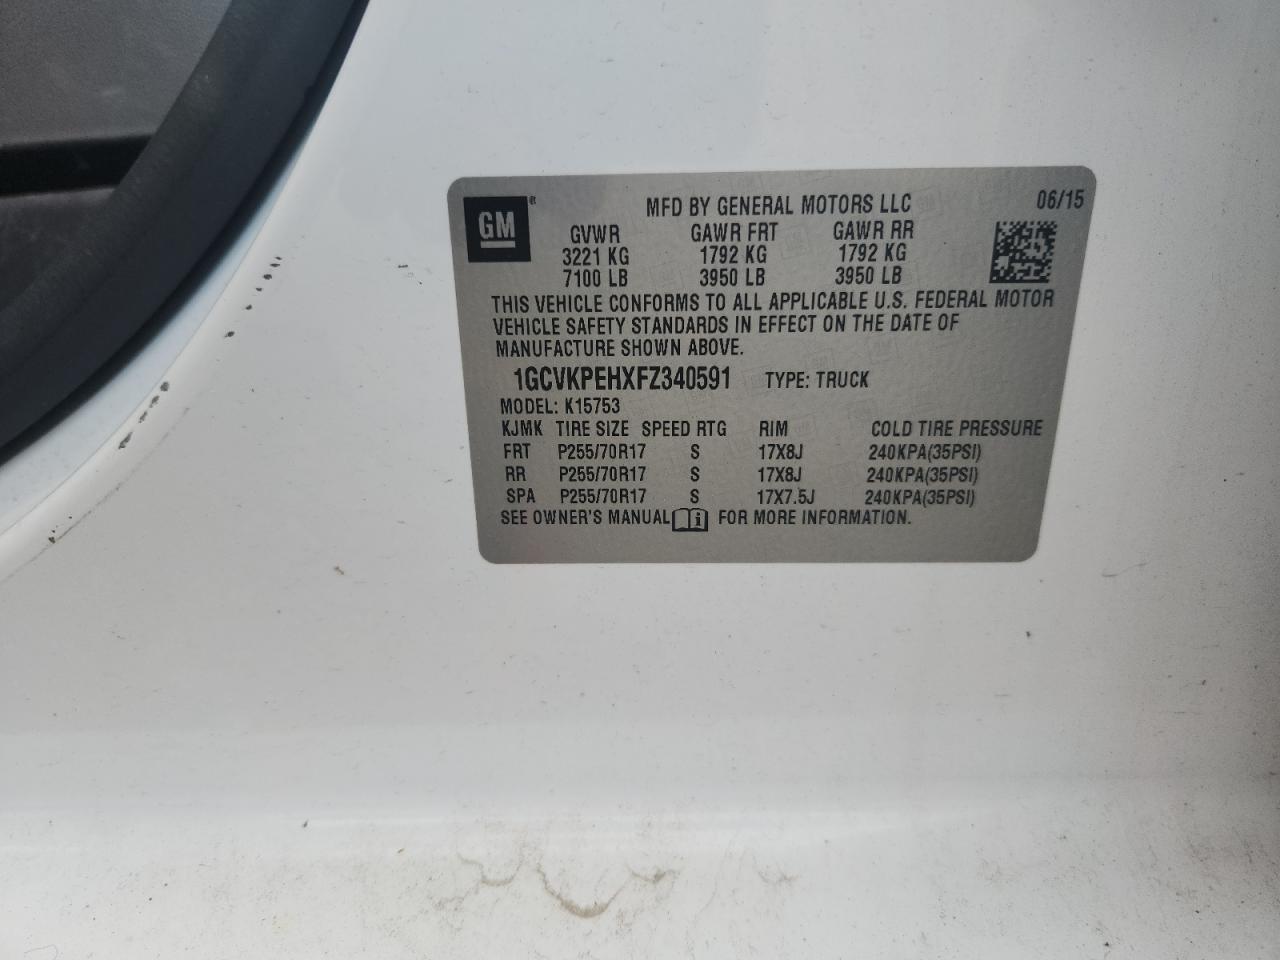 GM® MFD BY GENERAL MOTORS LLC 06/15
GVWR GAWR FRT GAWR RR
3221 KG 1792 KG 1792 KG
7100 LB 3950 LB 3950 LB
THIS VEHICLE CONFORMS TO ALL APPLICABLE U.S. FEDERAL MOTOR
VEHICLE SAFETY STANDARDS IN EFFECT ON THE DATE OF
MANUFACTURE SHOWN ABOVE.
1GCVKPEHXFZ340591 TYPE: TRUCK
MODEL: K15753
KJMK TIRE SIZE SPEED RTG RIM COLD TIRE PRESSURE
FRT P255/70R17 S 17X8J 240KPA(35PSI)
RR P255/70R17 S 17X8J 240KPA(35PSI)
SPA P255/70R17 S 17X7.5J 240KPA(35PSI)
SEE OWNER'S MANUAL FOR MORE INFORMATION.